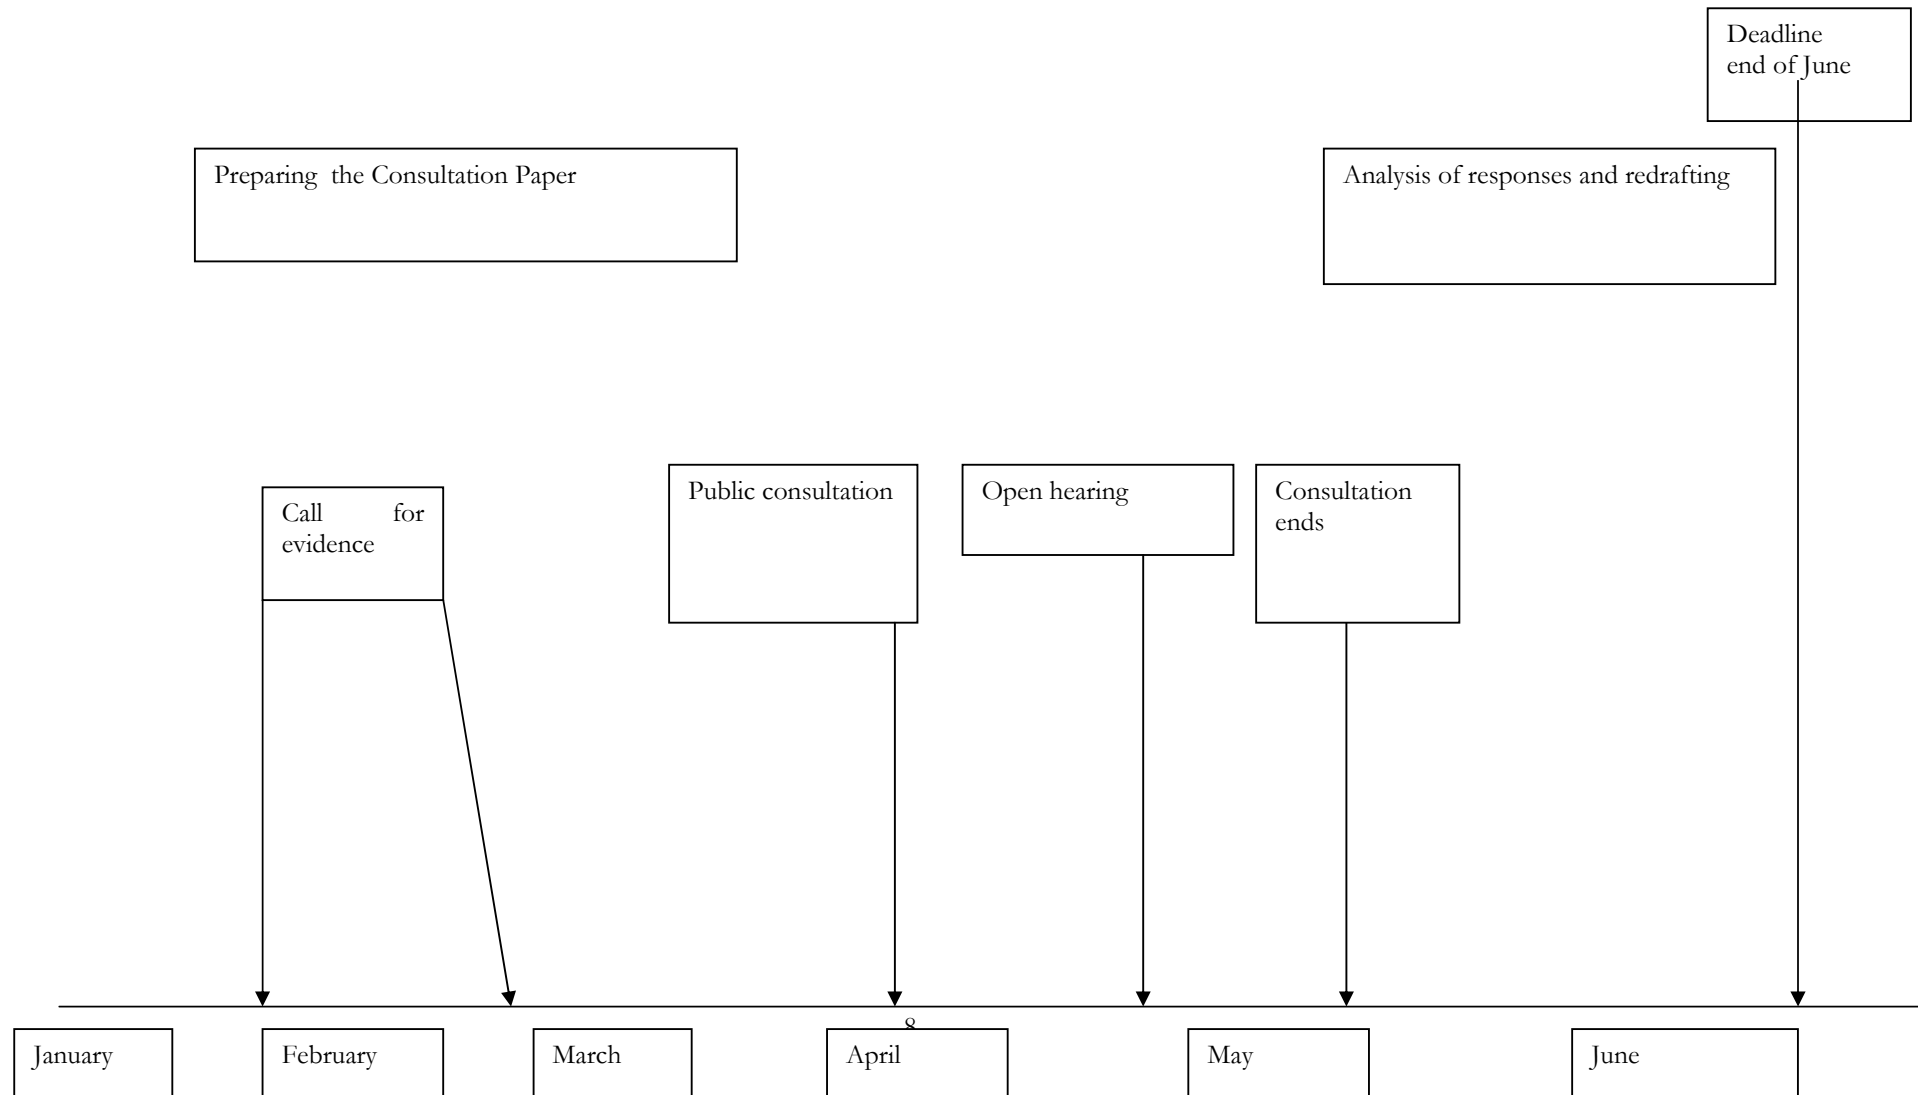 Deadline
end of June
Preparing the Consultation Paper
Analysis of responses and redrafting
Call for
evidence
Public consultation
Open hearing
Consultation
ends
8
January
February
March
April
May
June